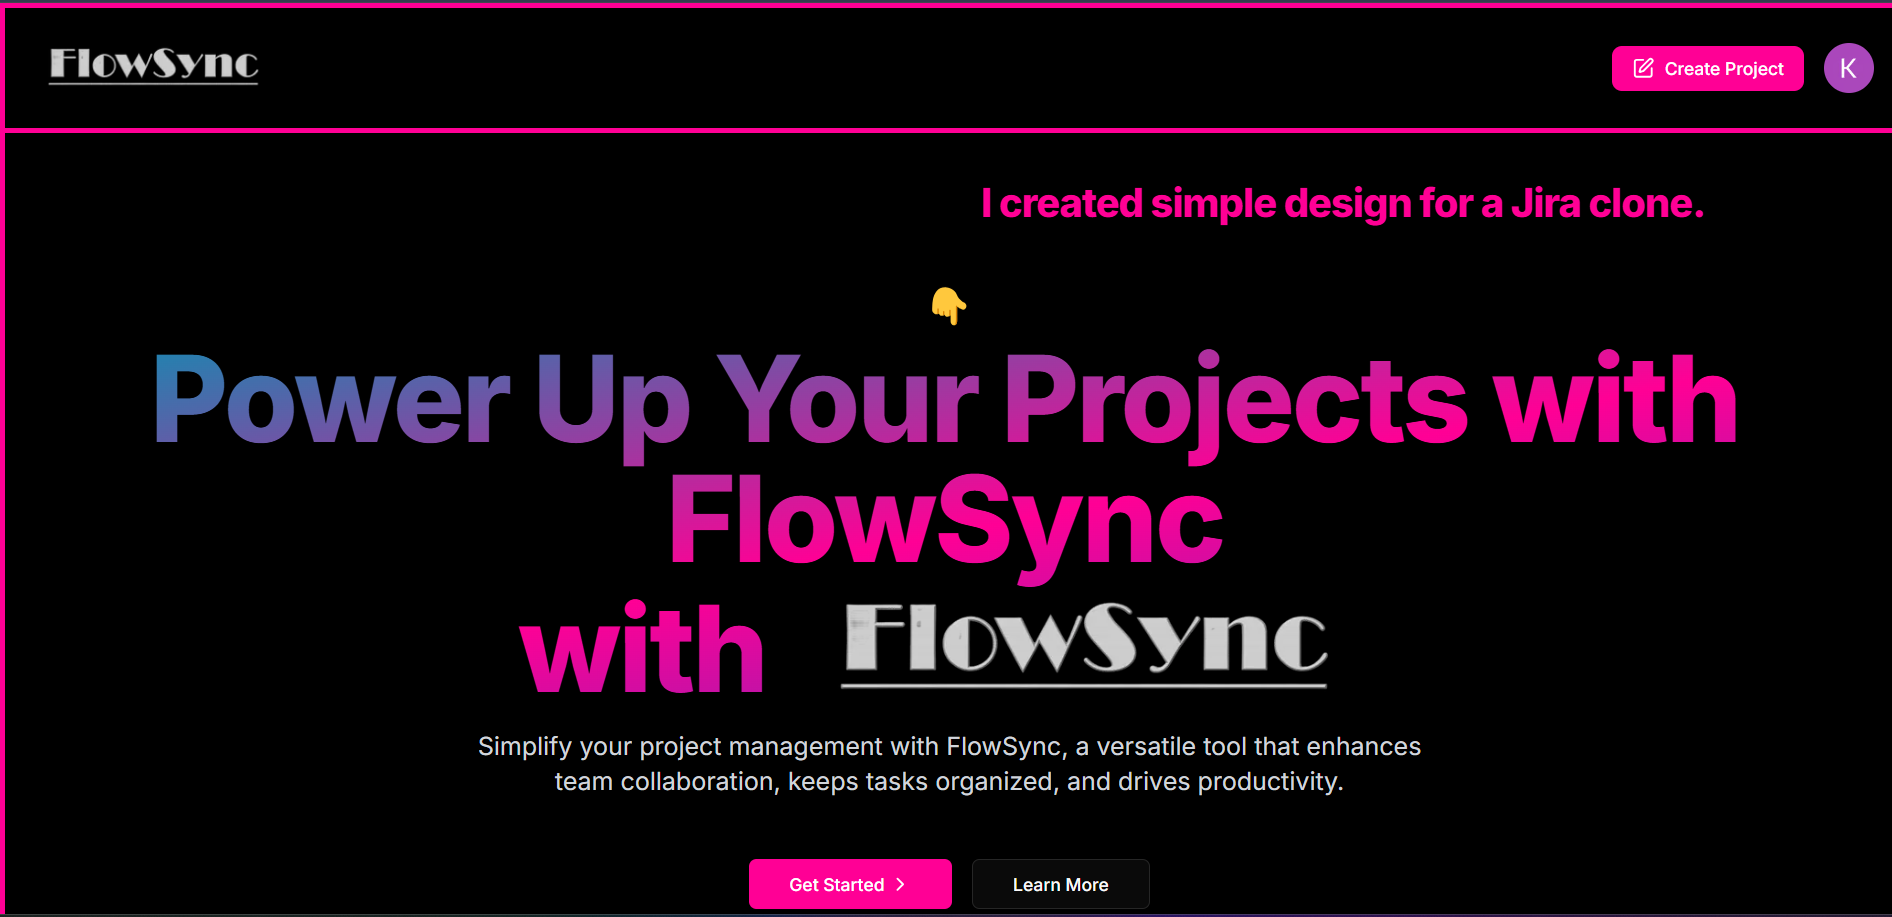 FlowSync
Create Project
K
I created simple design for a Jira clone.
Power Up Your Projects with
FlowSync
with FlowSync
Simplify your project management with FlowSync, a versatile tool that enhances
team collaboration, keeps tasks organized, and drives productivity.
Get Started
Learn More